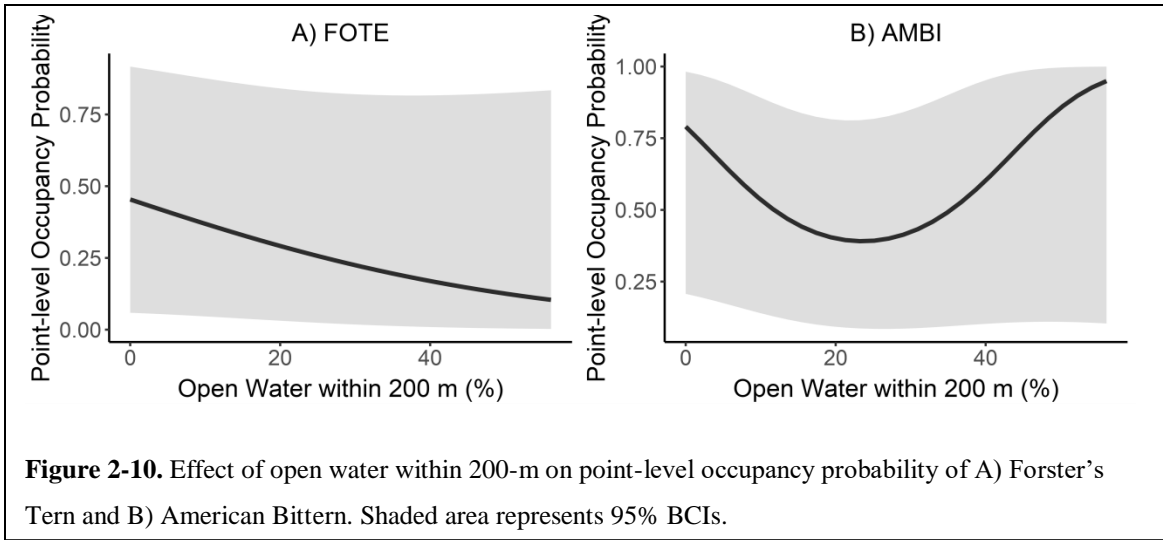 A) FOTE
Point-level Occupancy Probability
0.75
0.50
0.25
0.00
0
20
40
Open Water within 200 m (%)
B) AMBI
Point-level Occupancy Probability
1.00
0.75
0.50
0.25
0
20
40
Open Water within 200 m (%)
Figure 2-10. Effect of open water within 200-m on point-level occupancy probability of A) Forster’s
Tern and B) American Bittern. Shaded area represents 95% BCIs.